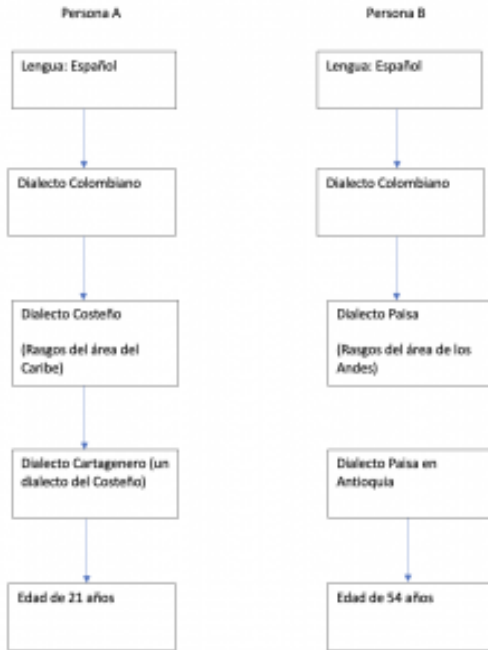 Persona A
Persona B
Lengua: Español
Lengua: Español
Dialecto Colombiano
Dialecto Colombiano
Dialecto Costeño
(Rasgos del área del
Caribe)
Dialecto Paisa
(Rasgos del área de los
Andes)
Dialecto Cartagenero (un
dialecto del Costeño)
Dialecto Paisa en
Antioquia
Edad de 21 años
Edad de 54 años